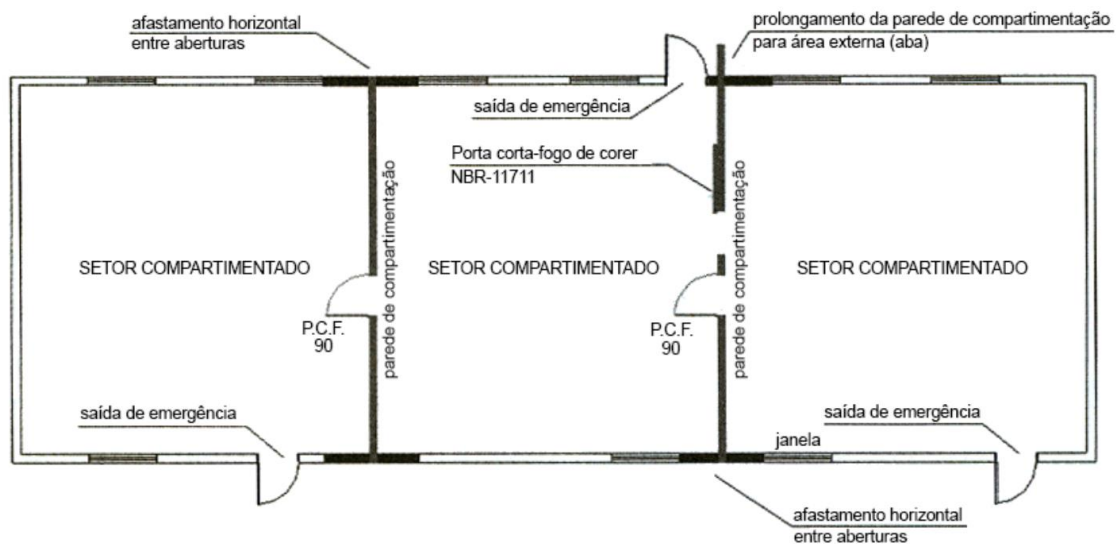 afastamento horizontal
entre aberturas
prolongamento da parede de compartimentação
para área externa (aba)
saída de emergência
Porta corta-fogo de correr
NBR-11711
parede de compartimentação
parede de compartimentação
SETOR COMPARTIMENTADO
SETOR COMPARTIMENTADO
SETOR COMPARTIMENTADO
P.C.F.
90
P.C.F.
90
saída de emergência
saída de emergência
janela
afastamento horizontal
entre aberturas